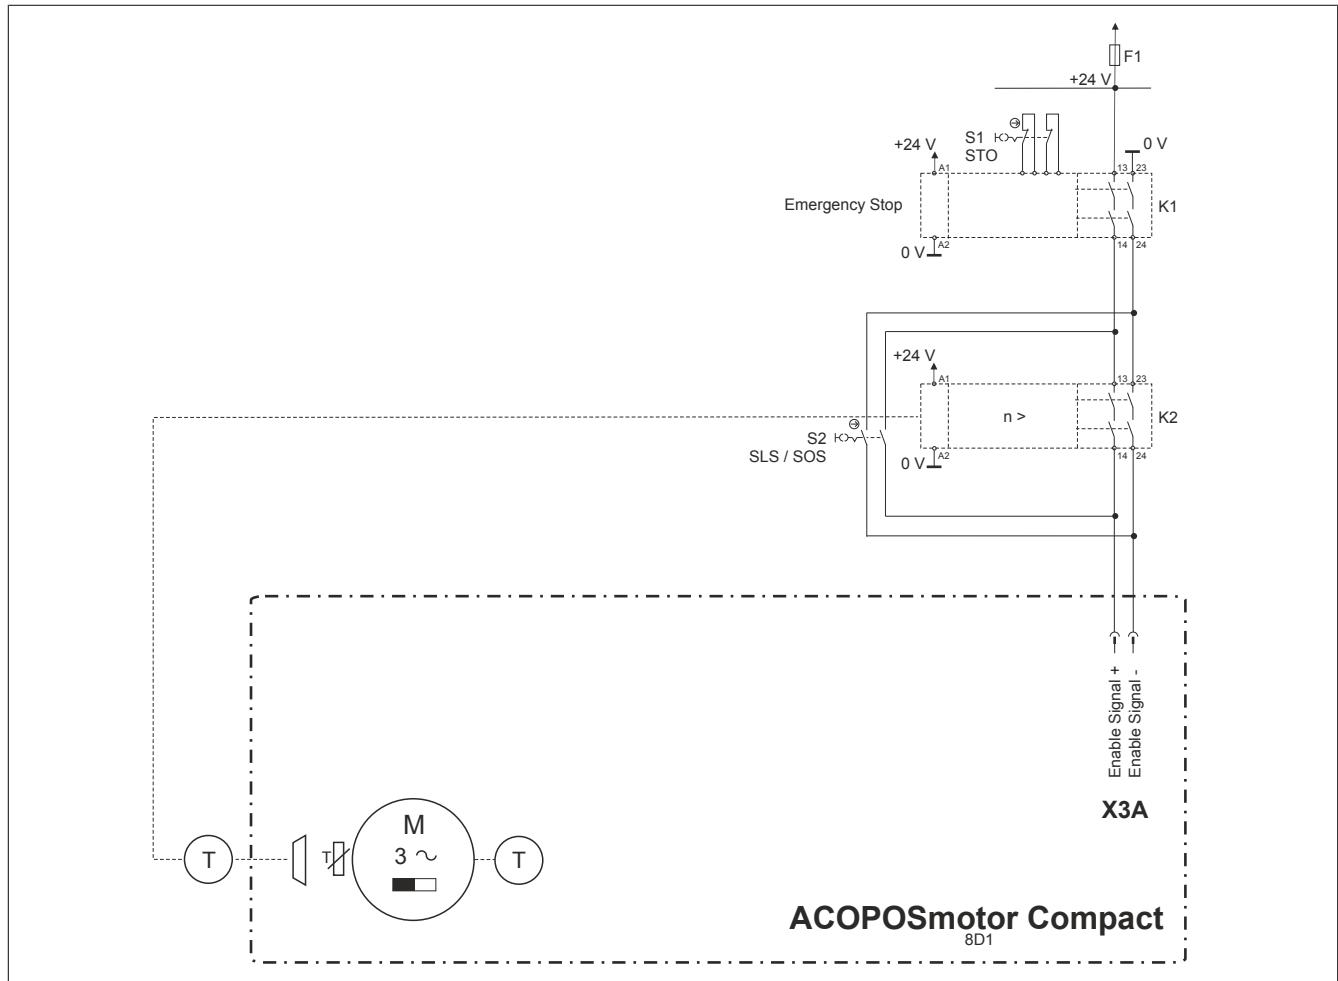 F1
+24 V
S1
STO
+24 V
0 V
A1
13
23
Emergency Stop
K1
A2
14
24
0 V
+24 V
A1
13
23
n >
K2
S2
SLS / SOS
A2
14
24
0 V
Enable Signal +
Enable Signal -
X3A
M
3 ~
T
T
T
ACOPOSmotor Compact
8D1